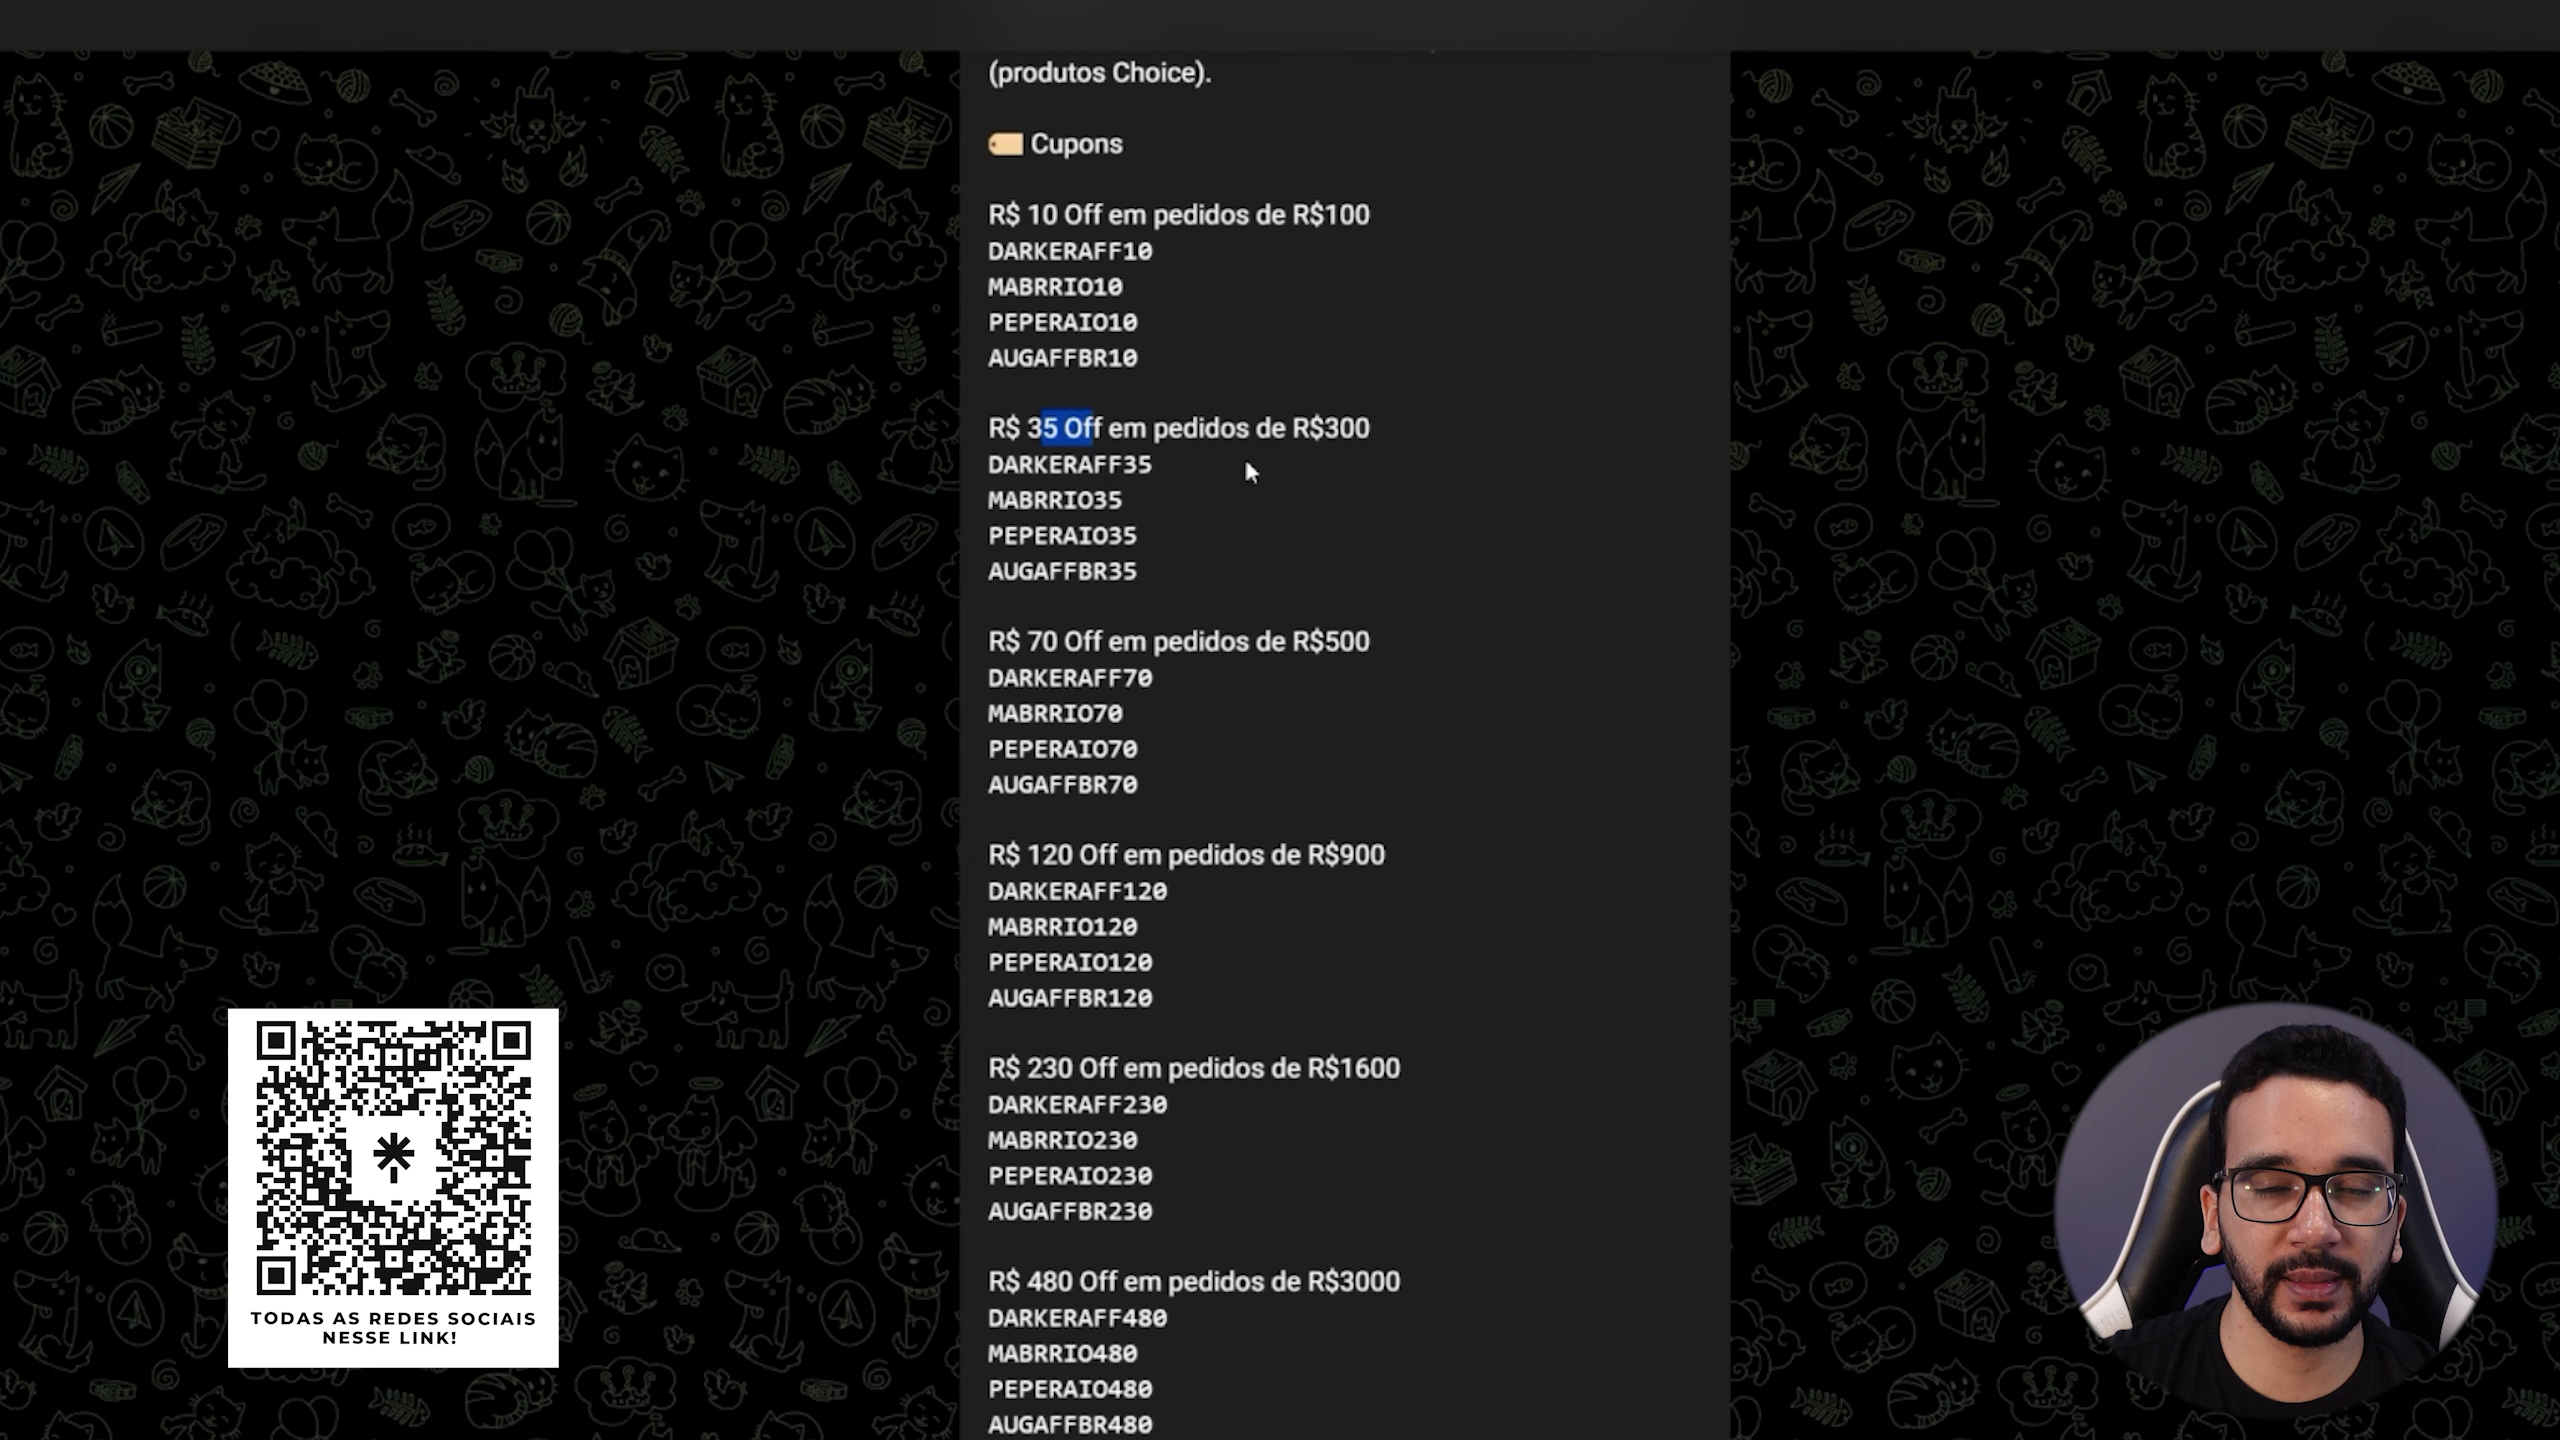 (produtos Choice).
Cupons
R$ 10 Off em pedidos de R$100
DARKERAFF10
MABRRIO10
PEPERAIO10
AUGAFFBR10
R$ 35 Off em pedidos de R$300
DARKERAFF35
MABRRIO35
PEPERAIO35
AUGAFFBR35
R$ 70 Off em pedidos de R$500
DARKERAFF70
MABRRIO70
PEPERAIO70
AUGAFFBR70
R$ 120 Off em pedidos de R$900
DARKERAFF120
MABRRIO120
PEPERAIO120
AUGAFFBR120
R$ 230 Off em pedidos de R$1600
DARKERAFF230
MABRRIO230
PEPERAIO230
AUGAFFBR230
R$ 480 Off em pedidos de R$3000
DARKERAFF480
MABRRIO480
PEPERAIO480
AUGAFFBR480
TODAS AS REDES SOCIAIS
NESSE LINK!